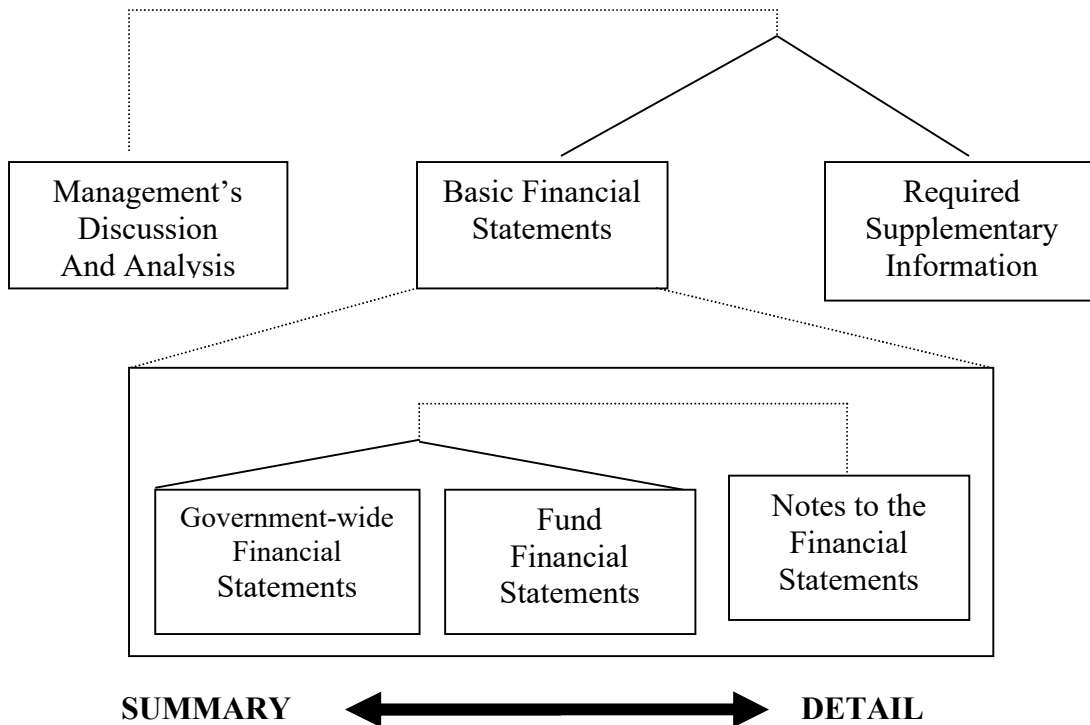 Management’s
Discussion
And Analysis
Basic Financial
Statements
Required
Supplementary
Information
Government-wide
Financial
Statements
Fund
Financial
Statements
Notes to the
Financial
Statements
SUMMARY
DETAIL